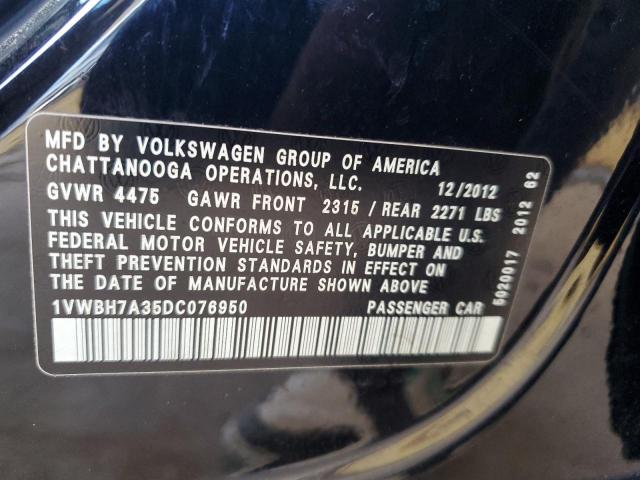 MFD BY VOLKSWAGEN GROUP OF AMERICA
CHATTANOOGA OPERATIONS, LLC. 12/2012
GVWR 4475 GAWR FRONT 2315 / REAR 2271 LBS
THIS VEHICLE CONFORMS TO ALL APPLICABLE U.S.
FEDERAL MOTOR VEHICLE SAFETY, BUMPER AND
THEFT PREVENTION STANDARDS IN EFFECT ON
THE DATE OF MANUFACTURE SHOWN ABOVE
1VWBH7A35DC076950 PASSENGER CAR
5020017 2012 62